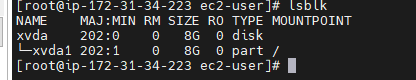 [root@ip-172-31-34-223 ec2-user]# lsblk
NAME    MAJ:MIN RM SIZE RO TYPE MOUNTPOINT
xvda    202:0    0   8G  0 disk
└─xvda1 202:1    0   8G  0 part /
[root@ip-172-31-34-223 ec2-user]#